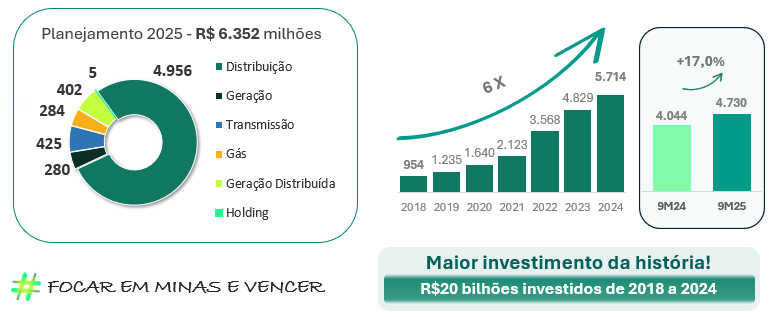 Planejamento 2025 - R$ 6.352 milhões
5
4.956
402
284
425
280
Distribuição
Geração
Transmissão
Gás
Geração Distribuída
Holding
6 X
954
1.235
1.640
2.123
3.568
4.829
5.714
2018 2019 2020 2021 2022 2023 2024
+17,0%
4.044
4.730
9M24 9M25
# FOCAR EM MINAS E VENCER
Maior investimento da história!
R$20 bilhões investidos de 2018 a 2024